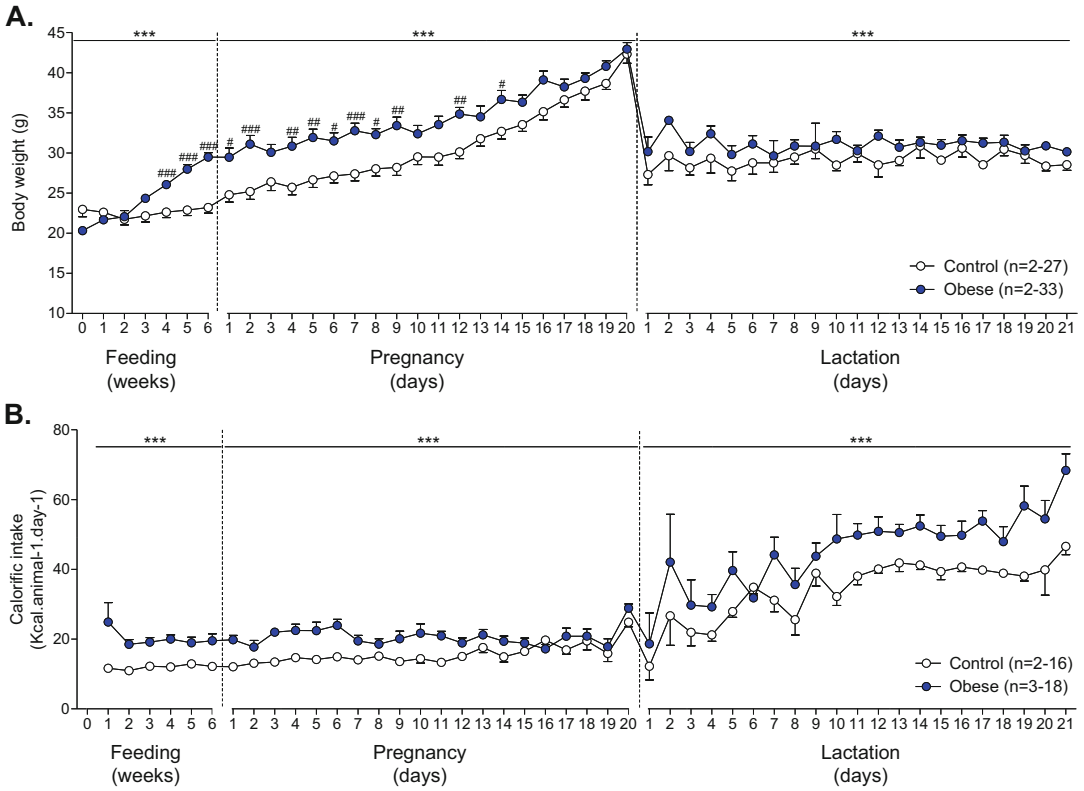 A.
***
***
***
45
40
35
30
25
20
15
10
Body weight (g)
### ### ### # ### ## ## # ### # ## ## #
Control (n=2-27)
Obese (n=2-33)
0 1 2 3 4 5 6 1 2 3 4 5 6 7 8 9 10 11 12 13 14 15 16 17 18 19 20 1 2 3 4 5 6 7 8 9 10 11 12 13 14 15 16 17 18 19 20 21
Feeding
(weeks)
Pregnancy
(days)
Lactation
(days)
B.
***
***
***
80
60
40
20
0
Calorific intake
(Kcal.animal-1.day-1)
Control (n=2-16)
Obese (n=3-18)
0 1 2 3 4 5 6 1 2 3 4 5 6 7 8 9 10 11 12 13 14 15 16 17 18 19 20 1 2 3 4 5 6 7 8 9 10 11 12 13 14 15 16 17 18 19 20 21
Feeding
(weeks)
Pregnancy
(days)
Lactation
(days)